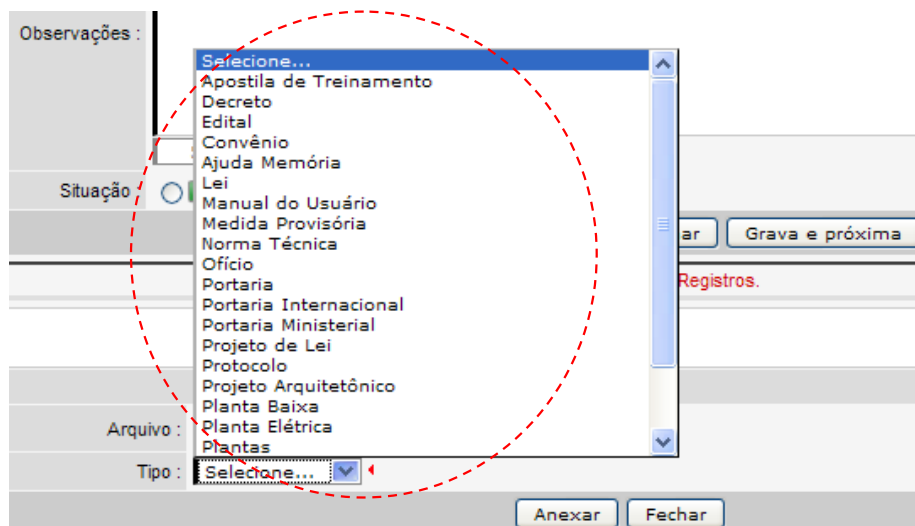 Observações :
Selecione...
Apostila de Treinamento
Decreto
Edital
Convênio
Ajuda Memória
Lei
Situação :
Manual do Usuário
Medida Provisória
Norma Técnica
Grava e próxima
Ofício
Portaria
Registros.
Portaria Internacional
Portaria Ministerial
Projeto de Lei
Protocolo
Projeto Arquitetônico
Planta Baixa
Arquivo :
Planta Elétrica
Plantas
Tipo : Selecione...
Anexar Fechar